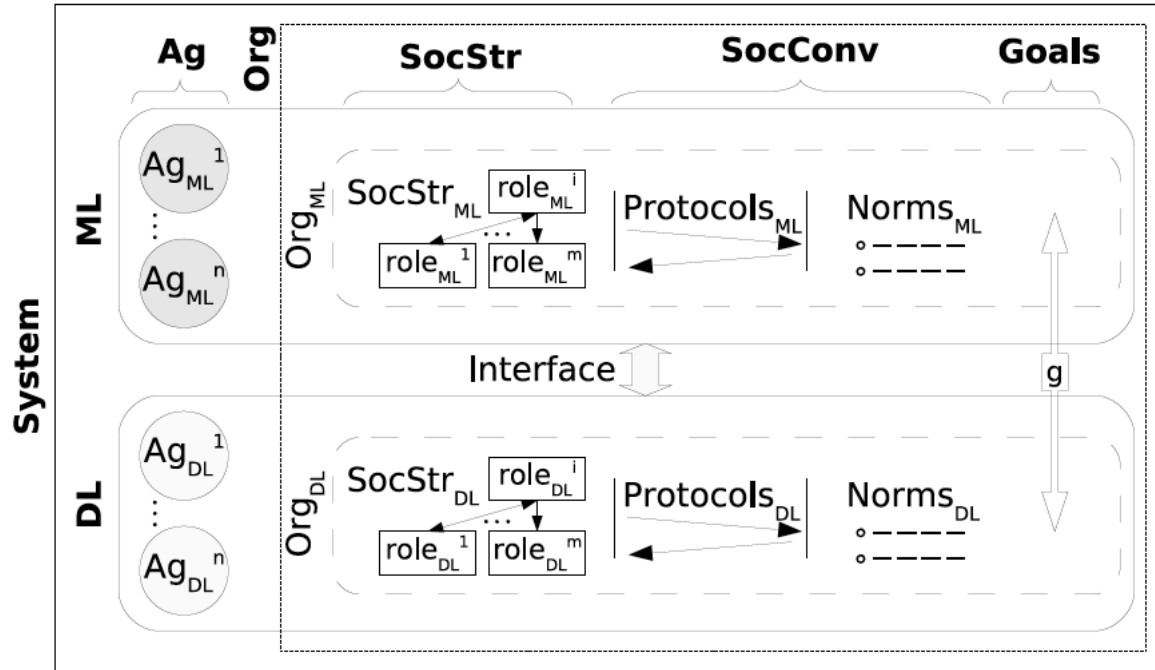 System
Ag
Org
SocStr
SocConv
Goals
ML
Ag_ML^1
⋮
Ag_ML^n
Org_ML
SocStr_ML
role_ML^i
...
role_ML^1
role_ML^m
Protocols_ML
Norms_ML
Interface
g
DL
Ag_DL^1
⋮
Ag_DL^n
Org_DL
SocStr_DL
role_DL^i
...
role_DL^1
role_DL^m
Protocols_DL
Norms_DL